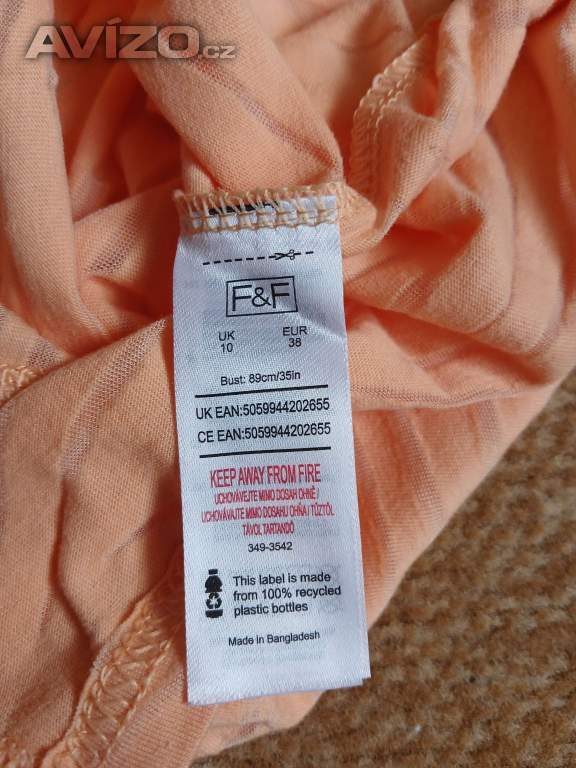 AVÍZO.cz
F&F
UK EUR
10 38
Bust: 89cm/35in
UK EAN:5059944202655
CE EAN:5059944202655
KEEP AWAY FROM FIRE
UCHOVÁVEJTE MIMO DOSAH OHNĚ /
UCHOVÁVAJTE MIMO DOSAHU OHŇA / TŰZTŐL
TÁVOL TARTANDÓ
349-3542
This label is made
from 100% recycled
plastic bottles
Made in Bangladesh